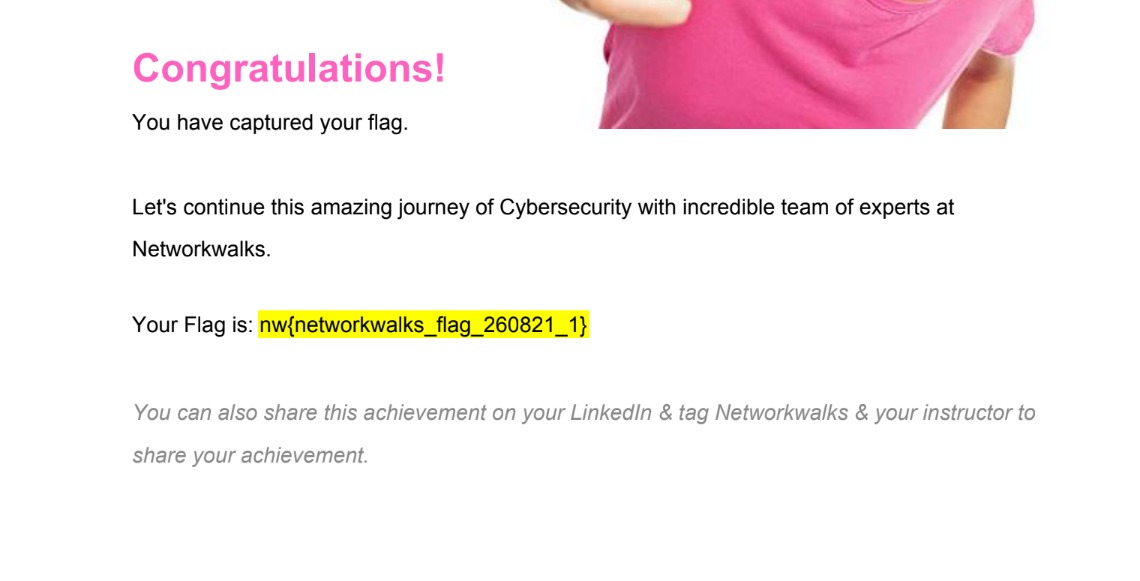 Congratulations!
You have captured your flag.
Let's continue this amazing journey of Cybersecurity with incredible team of experts at
Networkwalks.
Your Flag is: nw{networkwalks_flag_260821_1}
You can also share this achievement on your LinkedIn & tag Networkwalks & your instructor to
share your achievement.